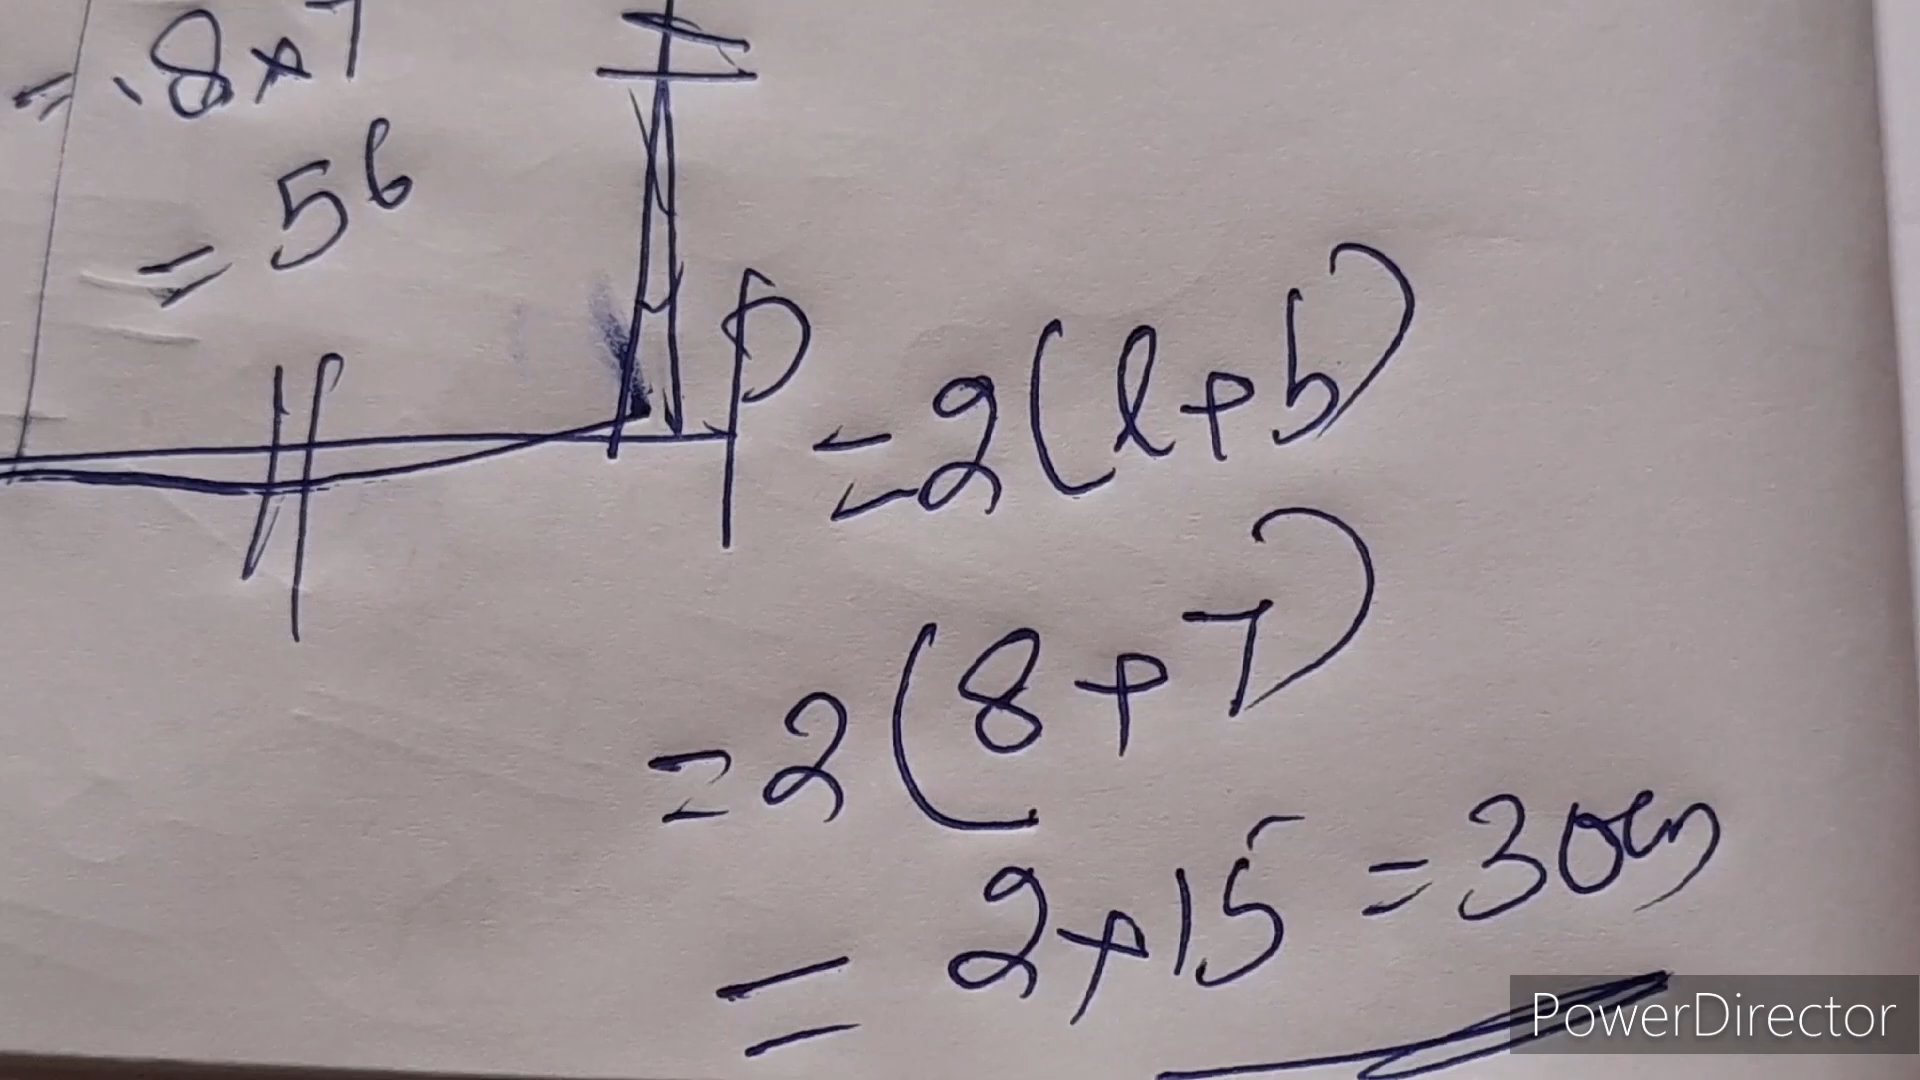 = 8×7
= 56
P = 2(l+b)
= 2(8+7)
= 2×15 = 30cm
PowerDirector